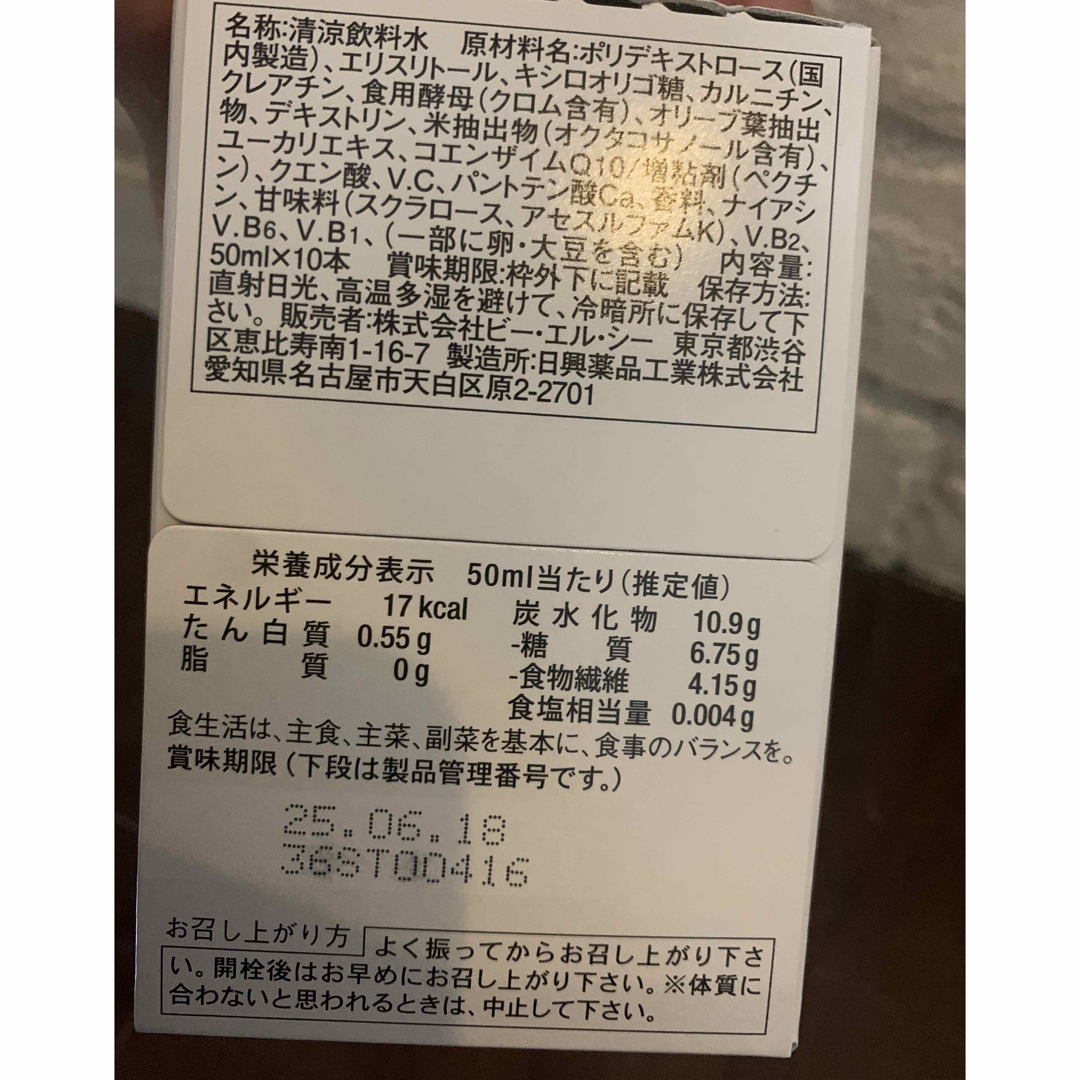 名称:清涼飲料水　原材料名:ポリデキストロース(国
内製造)、エリスリトール、キシロオリゴ糖、カルニチン、
クレアチン、食用酵母(クロム含有)、オリーブ葉抽出
物、デキストリン、米抽出物(オクタコサノール含有)、
ユーカリエキス、コエンザイムQ10/増粘剤(ペクチ
ン)、クエン酸、V.C、パントテン酸Ca、香料、ナイアシ
ン、甘味料(スクラロース、アセスルファムK)、V.B2、
V.B6、V.B1、(一部に卵・大豆を含む)　内容量:
50ml×10本　賞味期限:枠外下に記載　保存方法:
直射日光、高温多湿を避けて、冷暗所に保存して下
さい。販売者:株式会社ビー・エル・シー　東京都渋谷
区恵比寿南1-16-7 製造所:日興薬品工業株式会社
愛知県名古屋市天白区原2-2701
栄養成分表示　50ml当たり(推定値)
エネルギー 17kcal 炭水化物 10.9g
たん白質 0.55g -糖質 6.75g
脂質 0g -食物繊維 4.15g
食塩相当量 0.004g
食生活は、主食、主菜、副菜を基本に、食事のバランスを。
賞味期限(下段は製品管理番号です。)
25.06.18
36ST00416
お召し上がり方 よく振ってからお召し上がり下さ
い。開栓後はお早めにお召し上がり下さい。※体質に
合わないと思われるときは、中止して下さい。